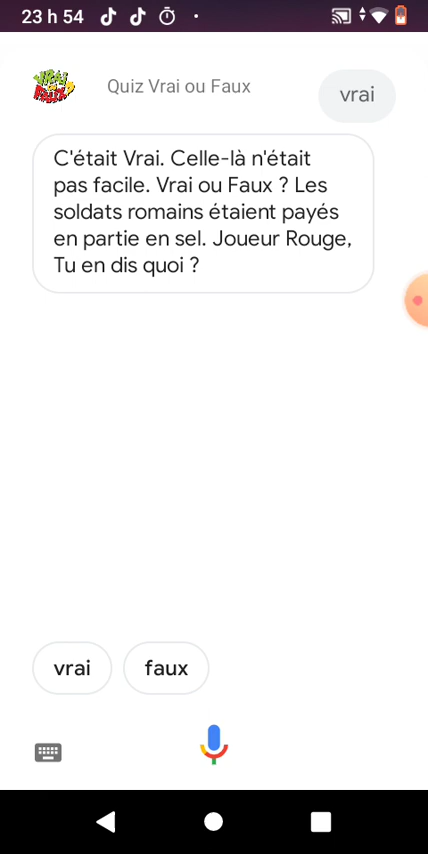 23 h 54
Quiz Vrai ou Faux
vrai
C'était Vrai. Celle-là n'était
pas facile. Vrai ou Faux ? Les
soldats romains étaient payés
en partie en sel. Joueur Rouge,
Tu en dis quoi ?
vrai
faux